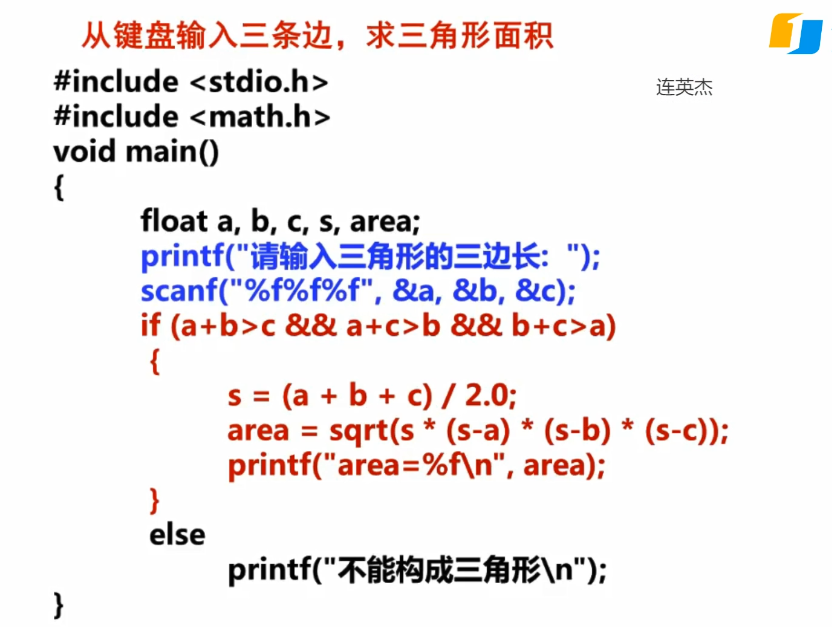 从键盘输入三条边，求三角形面积
连英杰
#include <stdio.h>
#include <math.h>
void main()
{
float a, b, c, s, area;
printf("请输入三角形的三边长：");
scanf("%f%f%f", &a, &b, &c);
if (a+b>c && a+c>b && b+c>a)
{
s = (a + b + c) / 2.0;
area = sqrt(s * (s-a) * (s-b) * (s-c));
printf("area=%f\n", area);
}
else
printf("不能构成三角形\n");
}